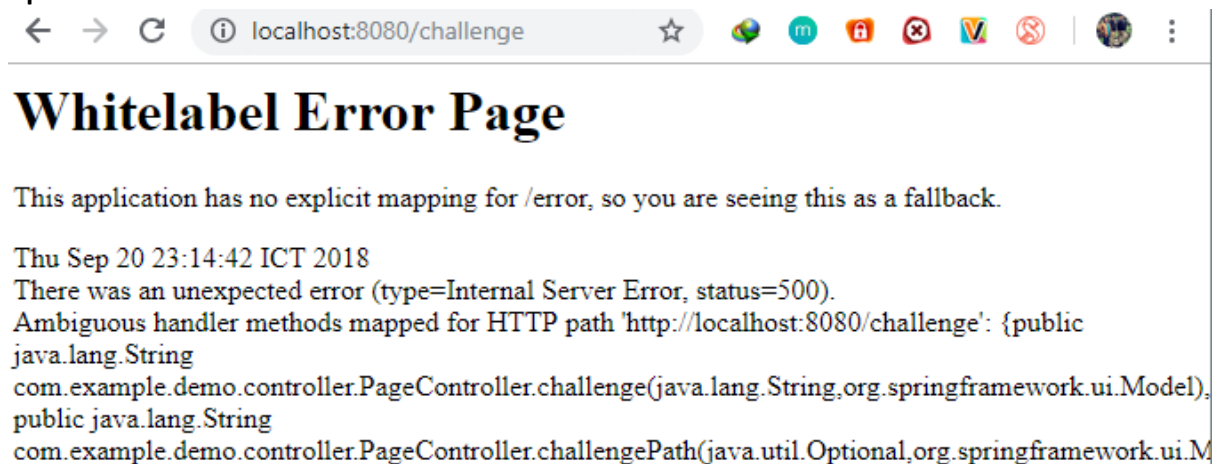 localhost:8080/challenge
Whitelabel Error Page
This application has no explicit mapping for /error, so you are seeing this as a fallback.
Thu Sep 20 23:14:42 ICT 2018
There was an unexpected error (type=Internal Server Error, status=500).
Ambiguous handler methods mapped for HTTP path 'http://localhost:8080/challenge': {public
java.lang.String
com.example.demo.controller.PageController.challenge(java.lang.String,org.springframework.ui.Model),
public java.lang.String
com.example.demo.controller.PageController.challengePath(java.util.Optional,org.springframework.ui.M